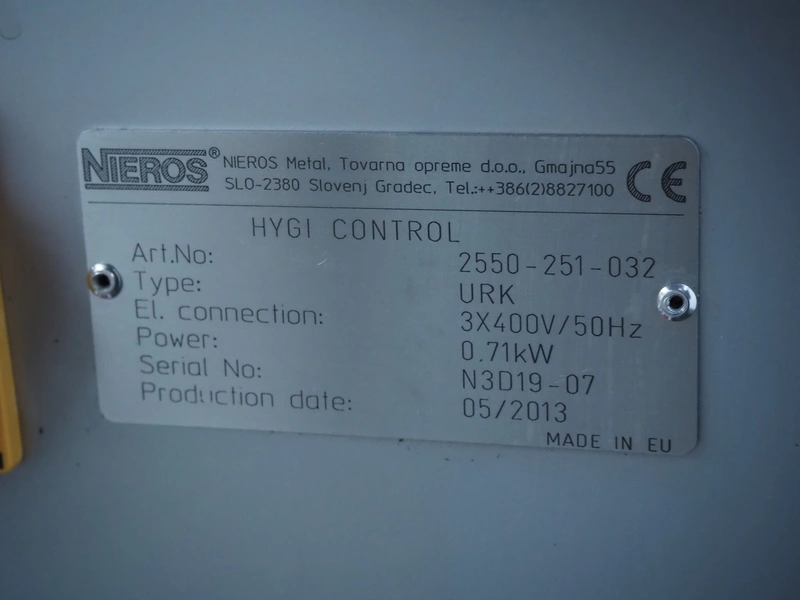 NIEROS® NIEROS Metal, Tovarna opreme d.o.o., Gmajna55
SLO-2380 Slovenj Gradec, Tel.:++386(2)8827100 CE
HYGI CONTROL
Art.No: 2550-251-032
Type: URK
El. connection: 3X400V/50Hz
Power: 0.71kW
Serial No: N3D19-07
Production date: 05/2013
MADE IN EU